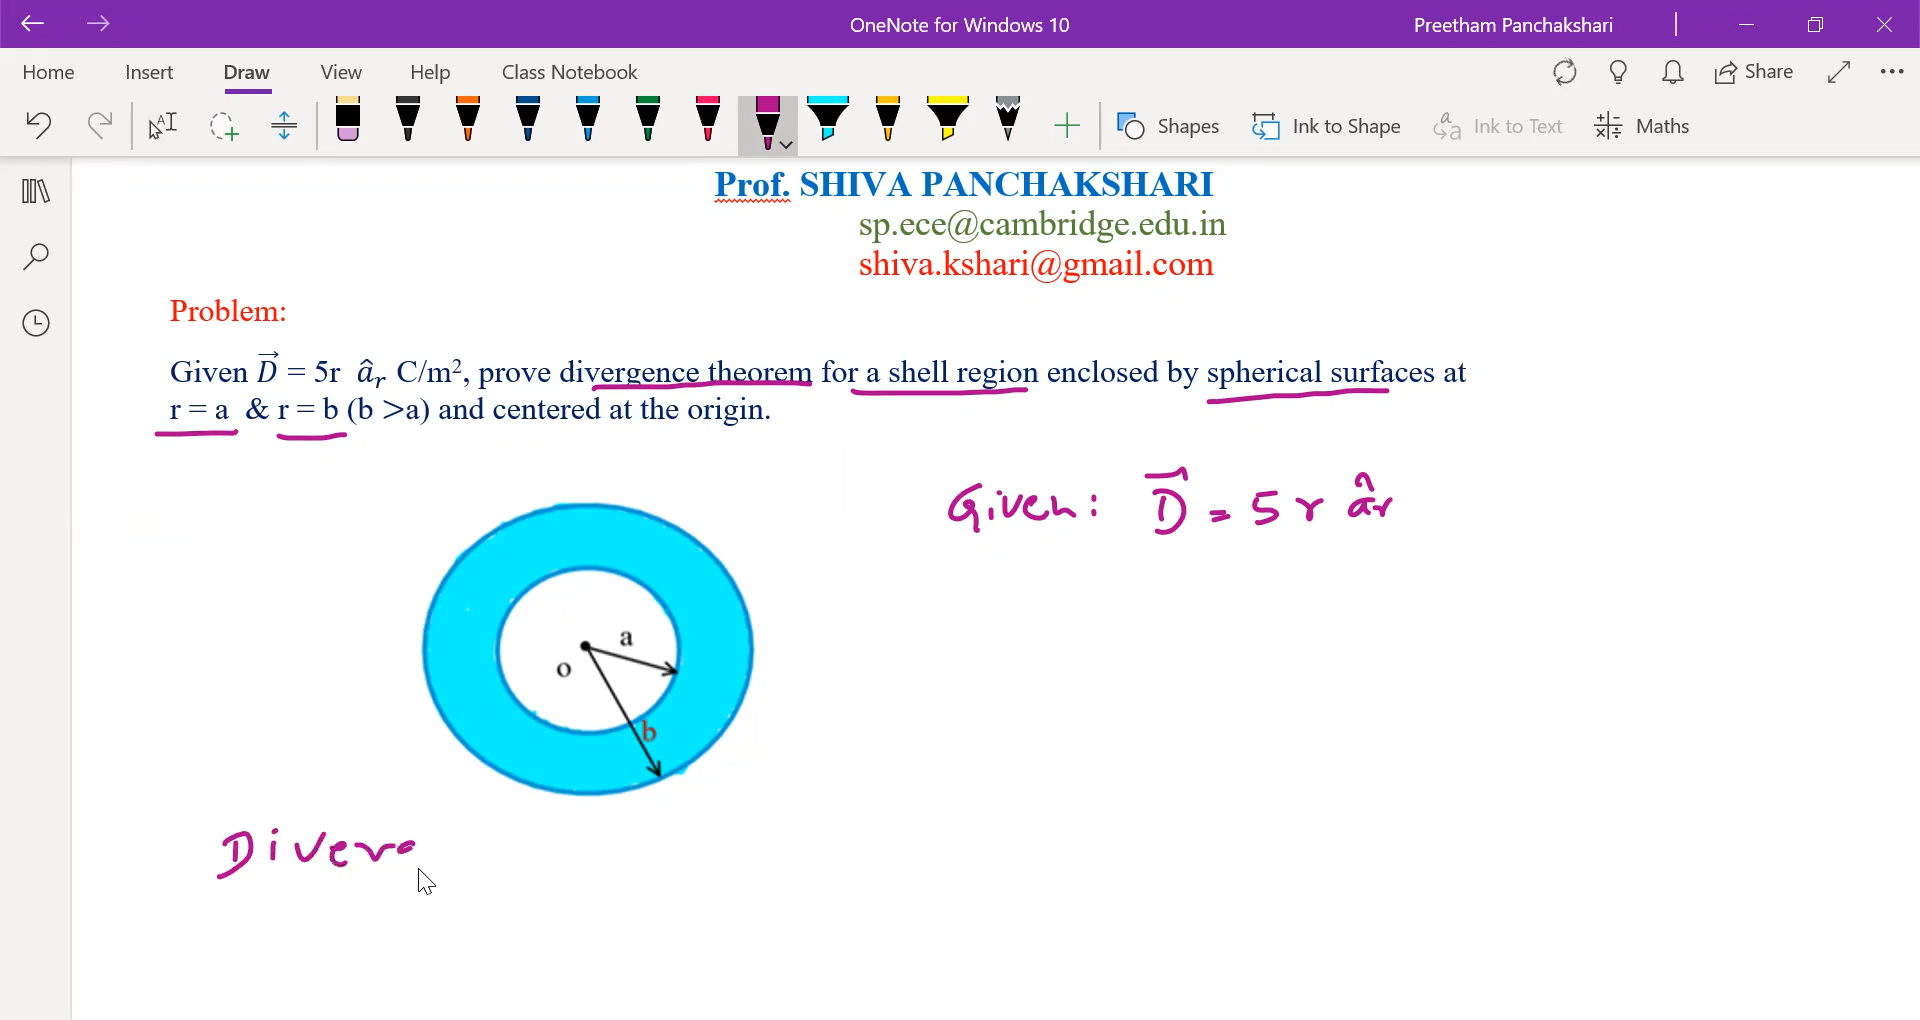 OneNote for Windows 10
Preetham Panchakshari
Home Insert Draw View Help Class Notebook
Share
Shapes Ink to Shape Ink to Text Maths
Prof. SHIVA PANCHAKSHARI
sp.ece@cambridge.edu.in
shiva.kshari@gmail.com
Problem:
Given D⃗ = 5r âᵣ C/m², prove divergence theorem for a shell region enclosed by spherical surfaces at
r = a & r = b (b >a) and centered at the origin.
Given: D⃗ = 5 r âr
a
o
b